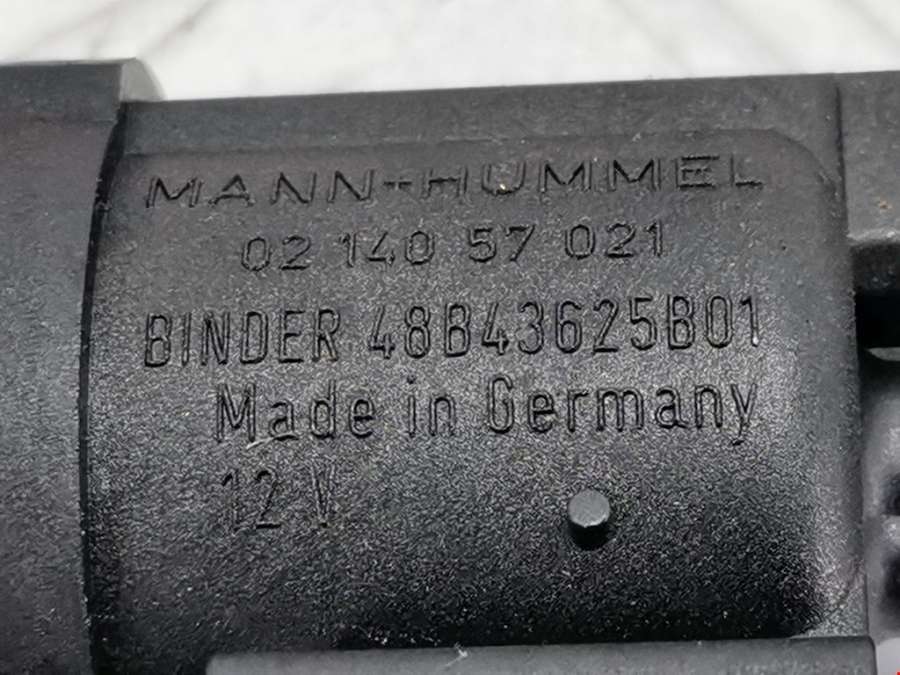 MANN+HUMMEL
02 140 57 021
BINDER 48B43625B01
Made in Germany
12 V